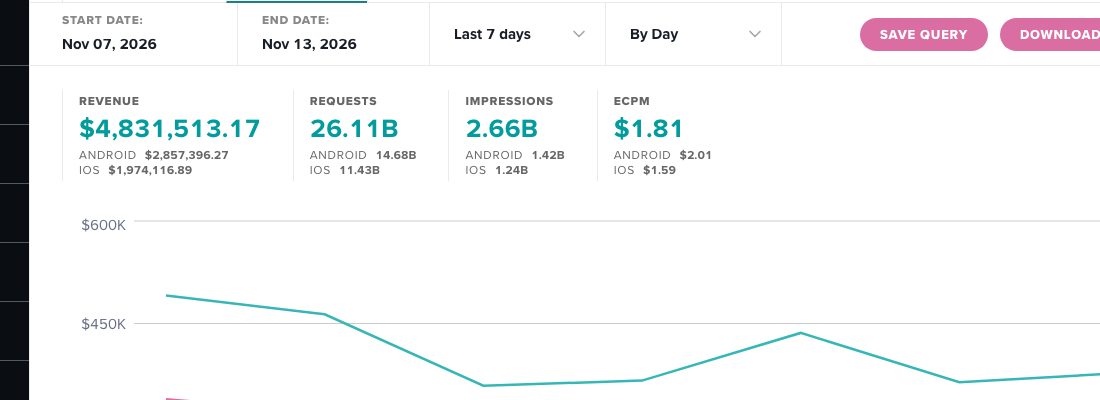 START DATE:
Nov 07, 2026
END DATE:
Nov 13, 2026
Last 7 days
By Day
SAVE QUERY
DOWNLOAD
REVENUE
$4,831,513.17
ANDROID $2,857,396.27
IOS $1,974,116.89
REQUESTS
26.11B
ANDROID 14.68B
IOS 11.43B
IMPRESSIONS
2.66B
ANDROID 1.42B
IOS 1.24B
ECPM
$1.81
ANDROID $2.01
IOS $1.59
$600K
$450K